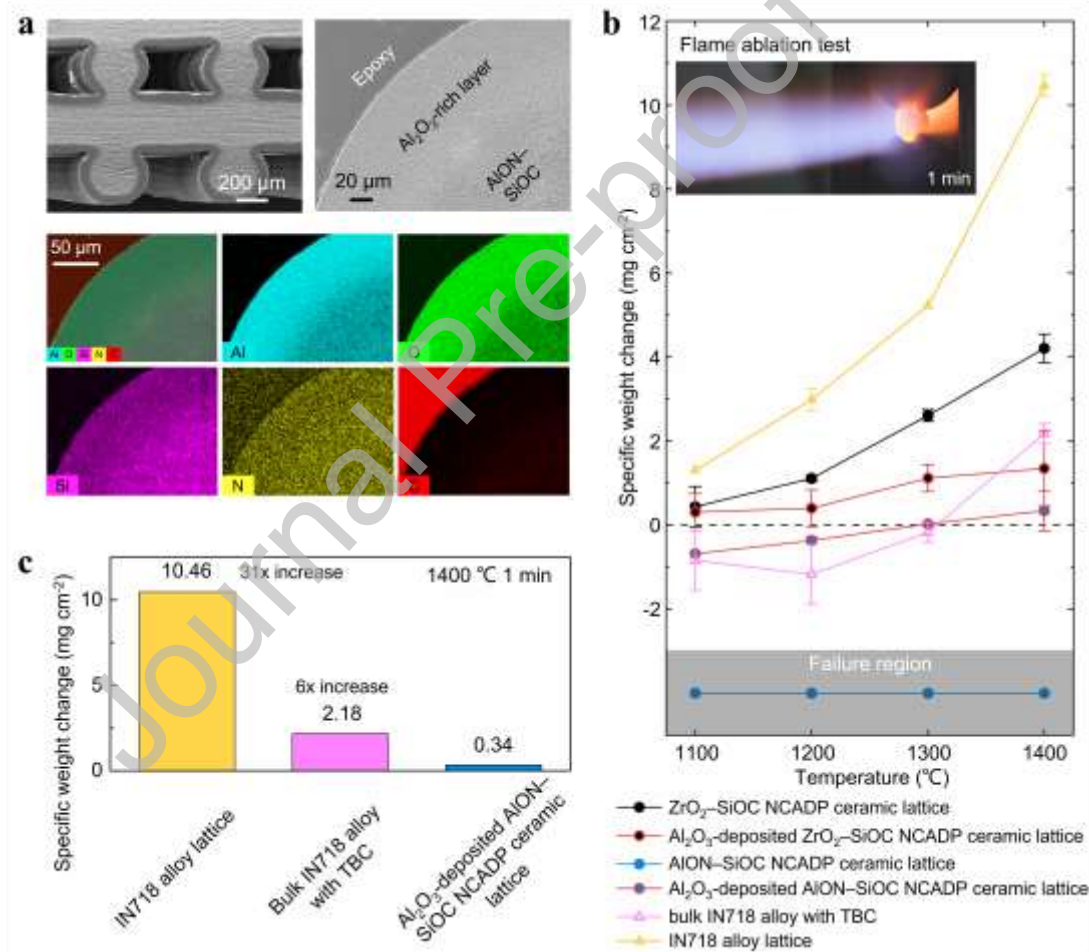 a
Epoxy
Al₂O₃-rich layer
AlON–
SiOC
200 μm
20 μm
50 μm
Al O Si N C
Al
O
Si
N
C
b
Flame ablation test
1 min
Specific weight change (mg cm⁻²)
12
10
8
6
4
2
0
-2
Failure region
1100
1200
1300
1400
Temperature (℃)
ZrO₂–SiOC NCADP ceramic lattice
Al₂O₃-deposited ZrO₂–SiOC NCADP ceramic lattice
AlON–SiOC NCADP ceramic lattice
Al₂O₃-deposited AlON–SiOC NCADP ceramic lattice
bulk IN718 alloy with TBC
IN718 alloy lattice
c
Specific weight change (mg cm⁻²)
10
5
0
10.46
31x increase
1400 ℃ 1 min
6x increase
2.18
0.34
IN718 alloy lattice
Bulk IN718 alloy
with TBC
Al₂O₃-deposited AlON–
SiOC NCADP ceramic
lattice
Journal Pre-proof